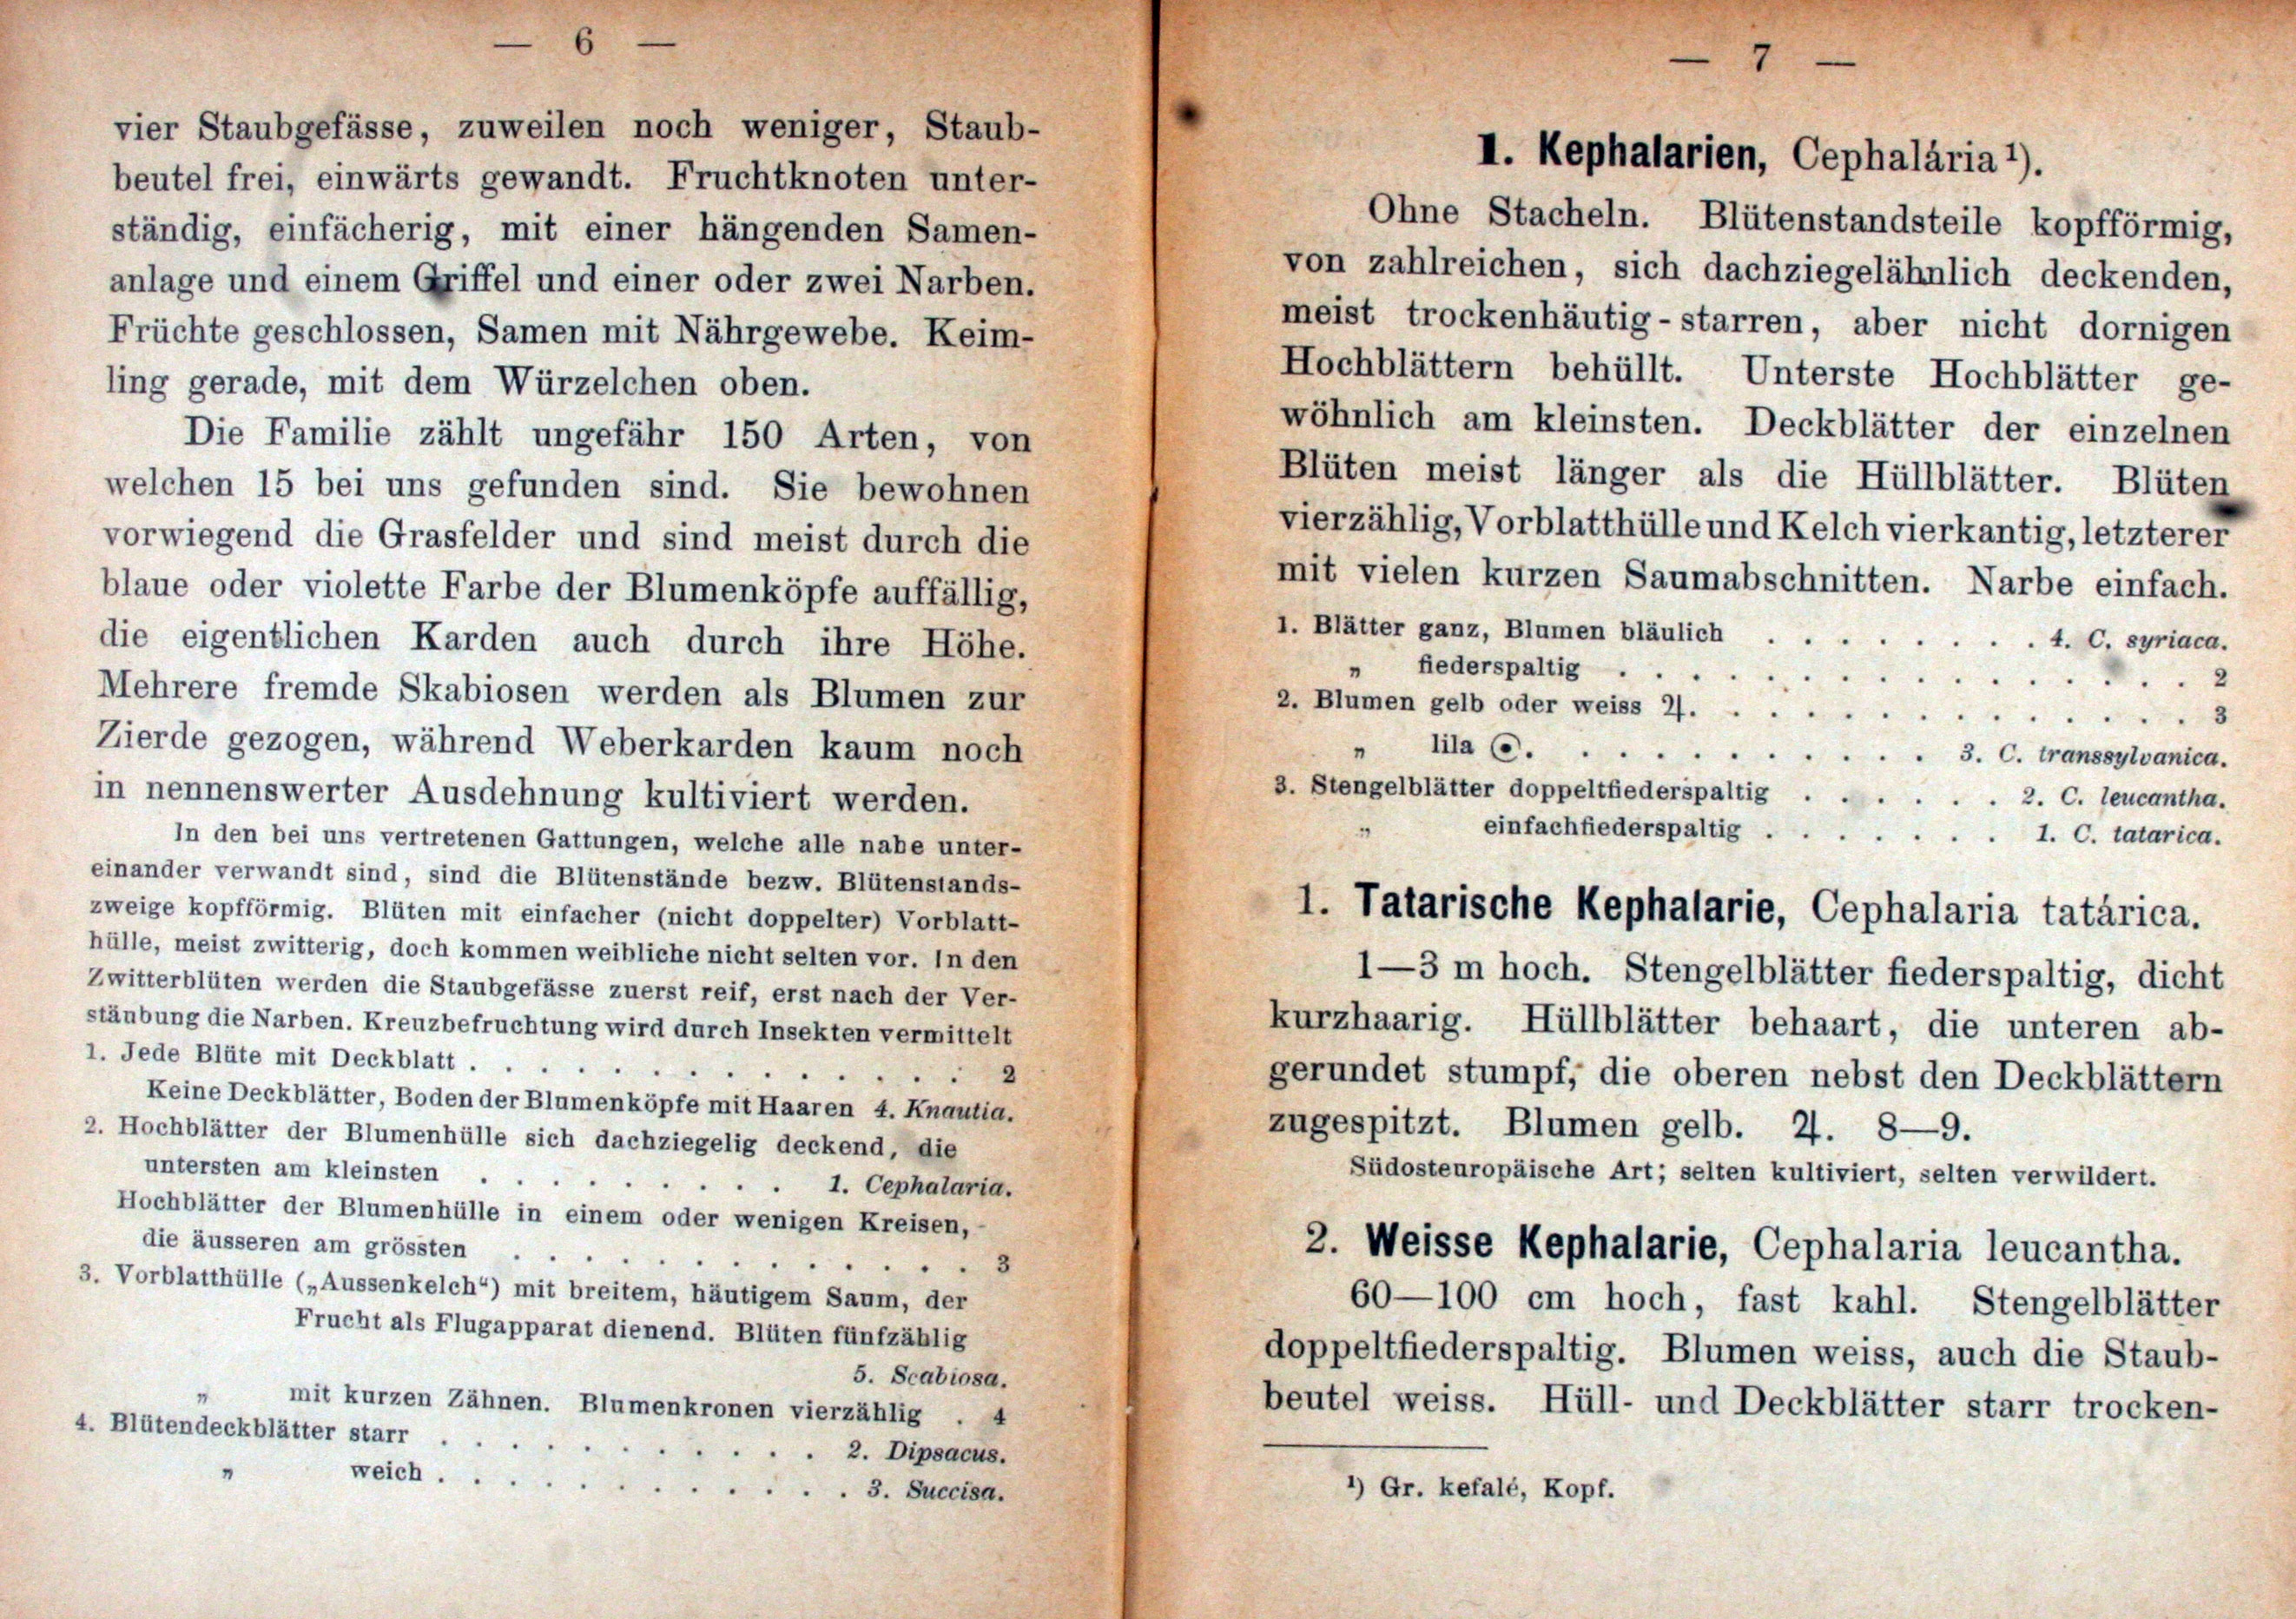 — 6 —
vier Staubgefässe, zuweilen noch weniger, Staub-
beutel frei, einwärts gewandt. Fruchtknoten unter-
ständig, einfächerig, mit einer hängenden Samen-
anlage und einem Griffel und einer oder zwei Narben.
Früchte geschlossen, Samen mit Nährgewebe. Keim-
ling gerade, mit dem Würzelchen oben.
Die Familie zählt ungefähr 150 Arten, von
welchen 15 bei uns gefunden sind. Sie bewohnen
vorwiegend die Grasfelder und sind meist durch die
blaue oder violette Farbe der Blumenköpfe auffällig,
die eigentlichen Karden auch durch ihre Höhe.
Mehrere fremde Skabiosen werden als Blumen zur
Zierde gezogen, während Weberkarden kaum noch
in nennenswerter Ausdehnung kultiviert werden.
In den bei uns vertretenen Gattungen, welche alle nahe unter-
einander verwandt sind, sind die Blütenstände bezw. Blütenstands-
zweige kopfförmig. Blüten mit einfacher (nicht doppelter) Vorblatt-
hülle, meist zwitterig, doch kommen weibliche nicht selten vor. In den
Zwitterblüten werden die Staubgefässe zuerst reif, erst nach der Ver-
stäubung die Narben. Kreuzbefruchtung wird durch Insekten vermittelt
1. Jede Blüte mit Deckblatt . . . . . . . . . . . . . . 2
Keine Deckblätter, Boden der Blumenköpfe mit Haaren 4. Knautia.
2. Hochblätter der Blumenhülle sich dachziegelig deckend, die
untersten am kleinsten . . . . . . . . . 1. Cephalaria.
Hochblätter der Blumenhülle in einem oder wenigen Kreisen,
die äusseren am grössten . . . . . . . . . . . . . 3
3. Vorblatthülle („Aussenkelch“) mit breitem, häutigem Saum, der
Frucht als Flugapparat dienend. Blüten fünfzählig
5. Scabiosa.
„ mit kurzen Zähnen. Blumenkronen vierzählig . 4
4. Blütendeckblätter starr . . . . . . . . . . . 2. Dipsacus.
„ weich . . . . . . . . . . . . 3. Succisa.
— 7 —
I. Kephalarien, Cephalária ¹).
Ohne Stacheln. Blütenstandsteile kopfförmig,
von zahlreichen, sich dachziegelähnlich deckenden,
meist trockenhäutig-starren, aber nicht dornigen
Hochblättern behüllt. Unterste Hochblätter ge-
wöhnlich am kleinsten. Deckblätter der einzelnen
Blüten meist länger als die Hüllblätter. Blüten
vierzählig, Vorblatthülle und Kelch vierkantig, letzterer
mit vielen kurzen Saumabschnitten. Narbe einfach.
1. Blätter ganz, Blumen bläulich . . . . . . . . 4. C. syriaca.
„ fiederspaltig . . . . . . . . . . . . . . . . 2
2. Blumen gelb oder weiss ♃. . . . . . . . . . . . . . . 3
„ lila ⊙. . . . . . . . . . . . 3. C. transsylvanica.
3. Stengelblätter doppeltfiederspaltig . . . . . . 2. C. leucantha.
„ einfachfiederspaltig . . . . . . . 1. C. tatarica.
1. Tatarische Kephalarie, Cephalaria tatárica.
1—3 m hoch. Stengelblätter fiederspaltig, dicht
kurzhaarig. Hüllblätter behaart, die unteren ab-
gerundet stumpf, die oberen nebst den Deckblättern
zugespitzt. Blumen gelb. ♃. 8—9.
Südosteuropäische Art; selten kultiviert, selten verwildert.
2. Weisse Kephalarie, Cephalaria leucantha.
60—100 cm hoch, fast kahl. Stengelblätter
doppeltfiederspaltig. Blumen weiss, auch die Staub-
beutel weiss. Hüll- und Deckblätter starr trocken-
¹) Gr. kefalé, Kopf.